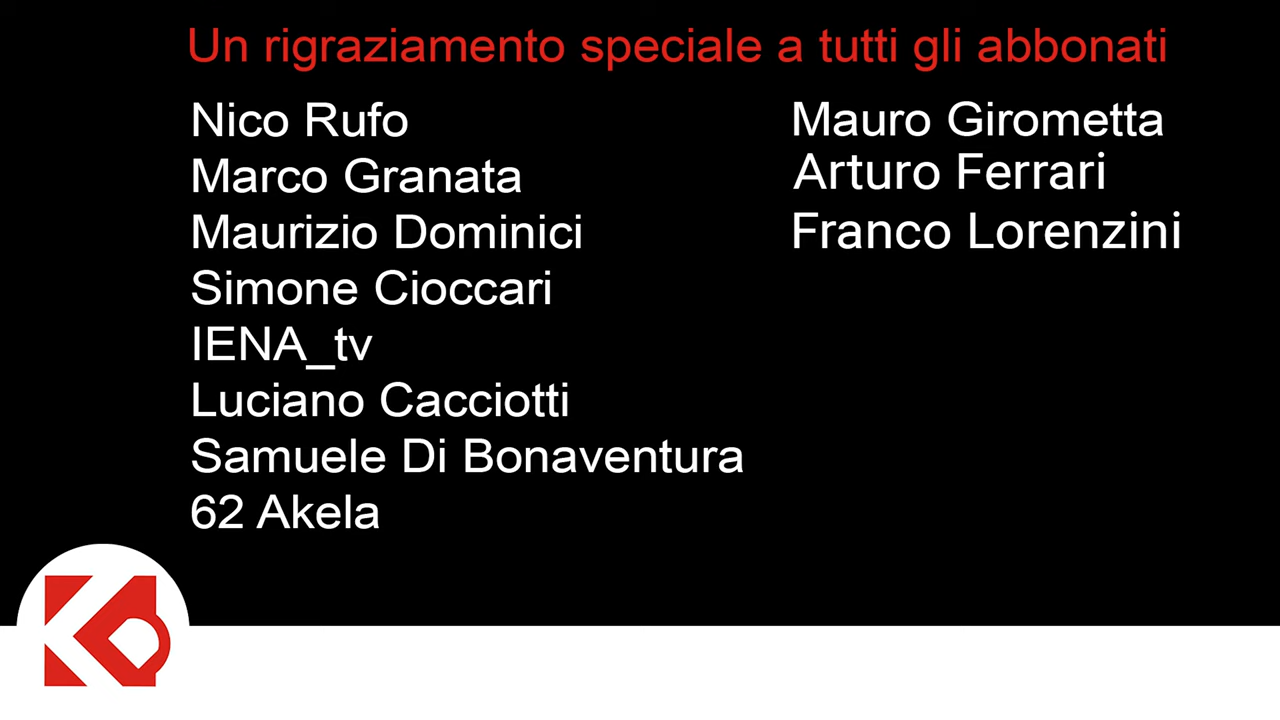 Un rigraziamento speciale a tutti gli abbonati
Nico Rufo
Marco Granata
Maurizio Dominici
Simone Cioccari
IENA_tv
Luciano Cacciotti
Samuele Di Bonaventura
62 Akela
Mauro Girometta
Arturo Ferrari
Franco Lorenzini